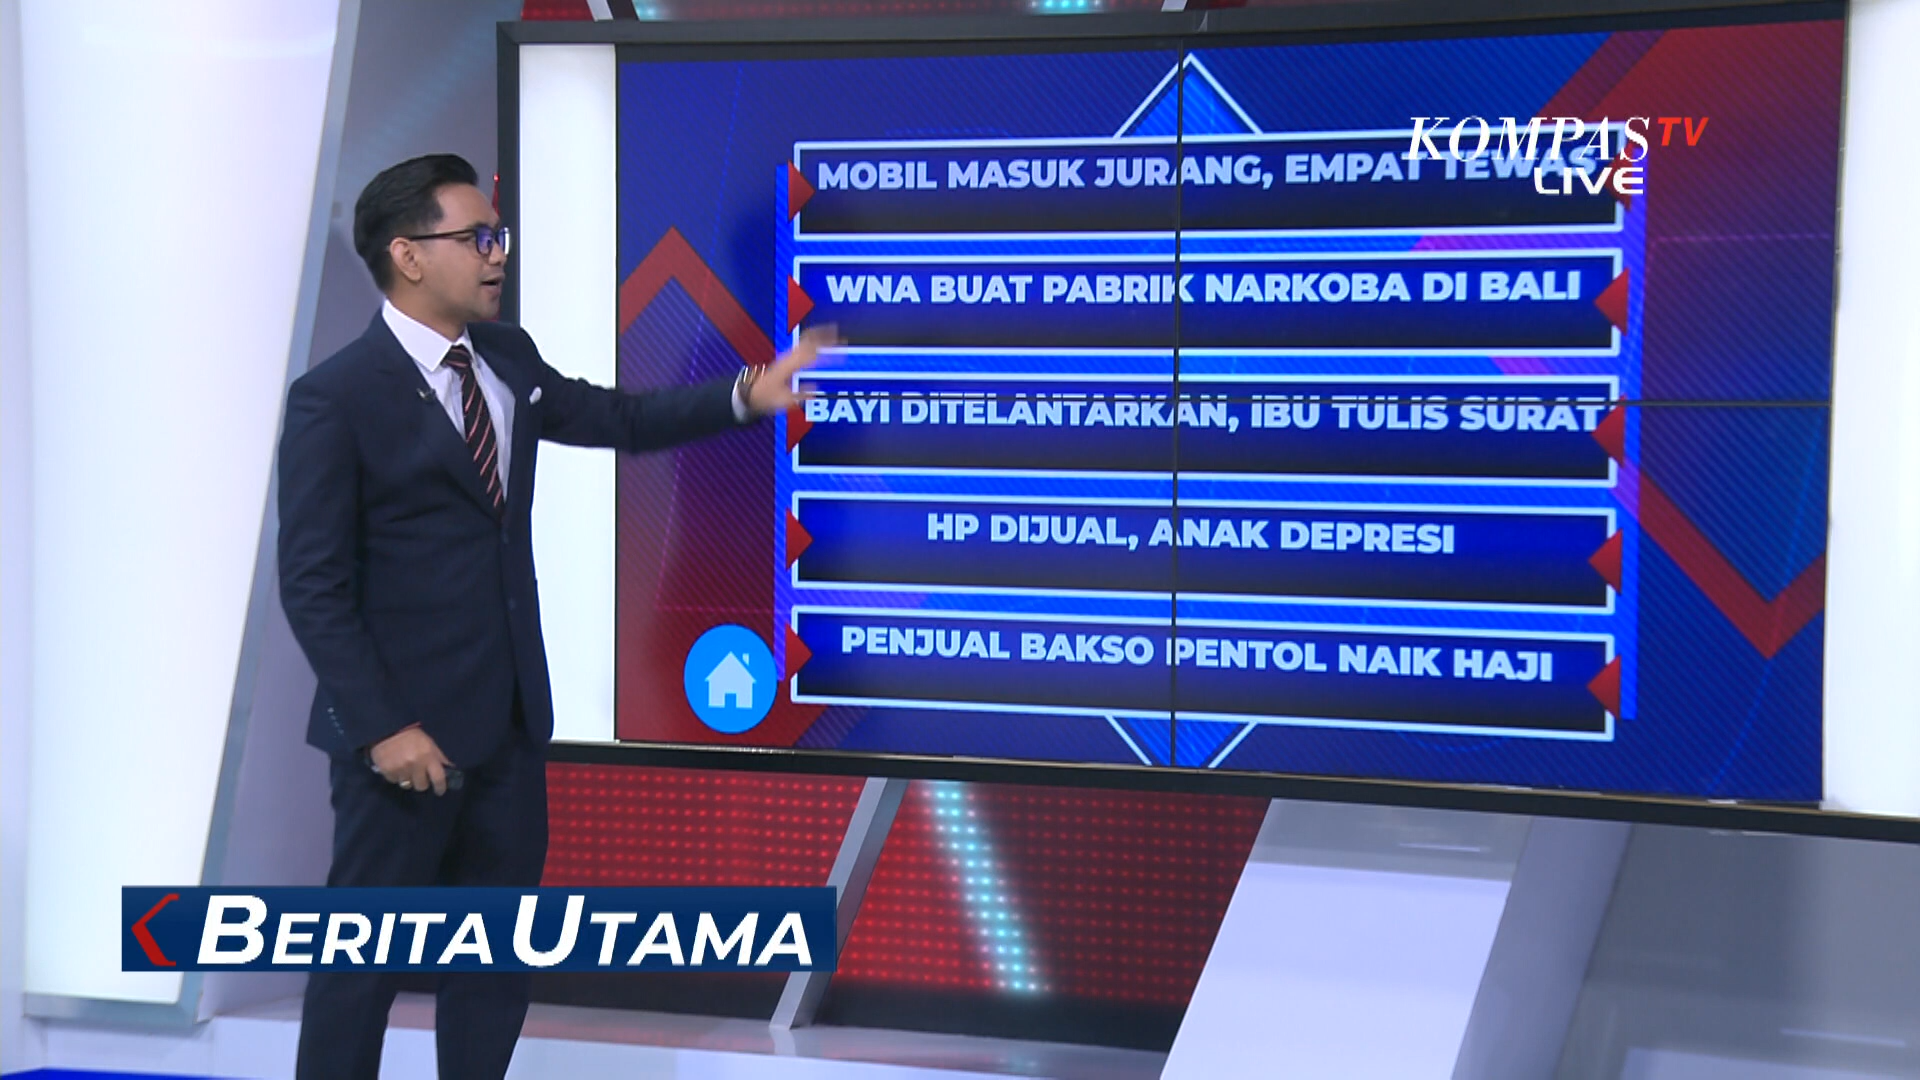 KOMPAS TV
LIVE
MOBIL MASUK JURANG, EMPAT TEWAS
WNA BUAT PABRIK NARKOBA DI BALI
BAYI DITELANTARKAN, IBU TULIS SURAT
HP DIJUAL, ANAK DEPRESI
PENJUAL BAKSO PENTOL NAIK HAJI
BERITA UTAMA